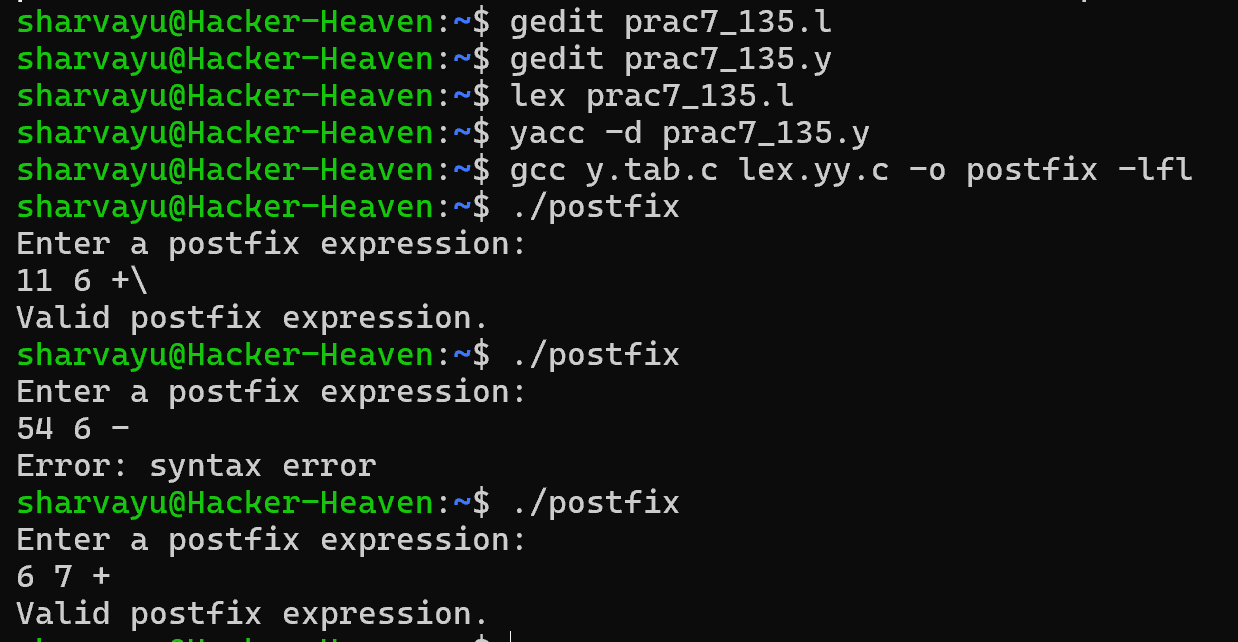 sharvayu@Hacker-Heaven:~$ gedit prac7_135.l
sharvayu@Hacker-Heaven:~$ gedit prac7_135.y
sharvayu@Hacker-Heaven:~$ lex prac7_135.l
sharvayu@Hacker-Heaven:~$ yacc -d prac7_135.y
sharvayu@Hacker-Heaven:~$ gcc y.tab.c lex.yy.c -o postfix -lfl
sharvayu@Hacker-Heaven:~$ ./postfix
Enter a postfix expression:
11 6 +\
Valid postfix expression.
sharvayu@Hacker-Heaven:~$ ./postfix
Enter a postfix expression:
54 6 -
Error: syntax error
sharvayu@Hacker-Heaven:~$ ./postfix
Enter a postfix expression:
6 7 +
Valid postfix expression.